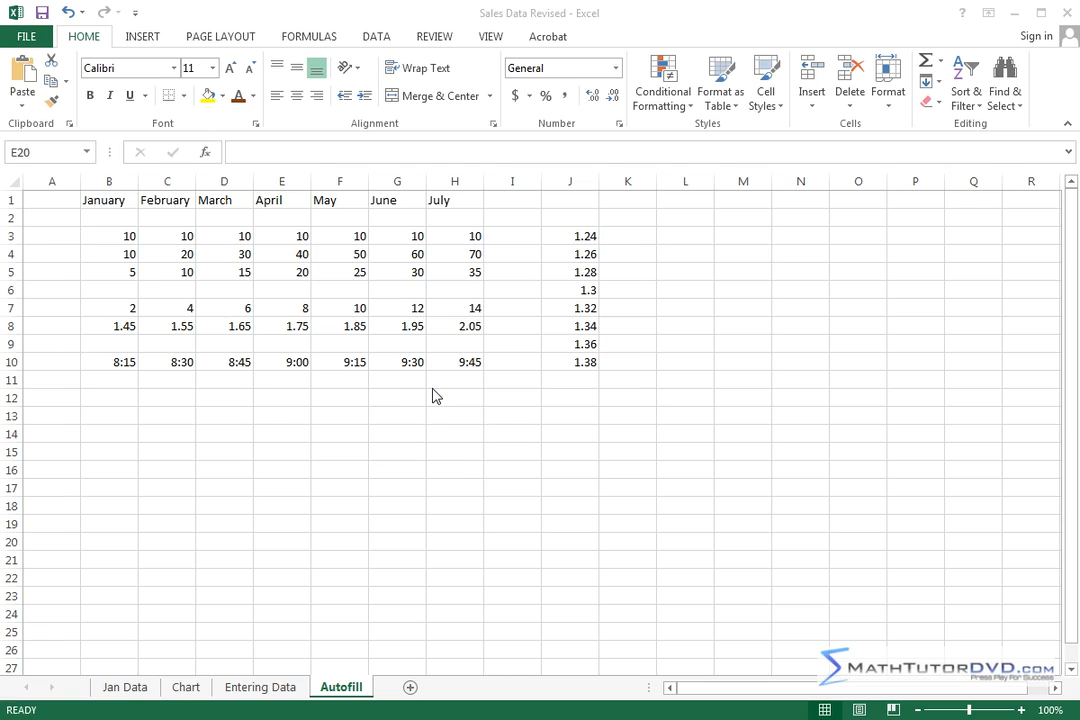 Sales Data Revised - Excel
?
Sign in
FILE HOME INSERT PAGE LAYOUT FORMULAS DATA REVIEW VIEW Acrobat
Paste
Clipboard
Calibri 11 A A
B I U A
Font
Wrap Text
Merge & Center
Alignment
General
$ % , .00 .0
Number
Conditional Formatting
Format as Table
Cell Styles
Styles
Insert Delete Format
Cells
Sort & Filter
Find & Select
Editing
E20 fx
A B C D E F G H I J K L M N O P Q R
1 January February March April May June July
2
3 10 10 10 10 10 10 10 1.24
4 10 20 30 40 50 60 70 1.26
5 5 10 15 20 25 30 35 1.28
6 1.3
7 2 4 6 8 10 12 14 1.32
8 1.45 1.55 1.65 1.75 1.85 1.95 2.05 1.34
9 1.36
10 8:15 8:30 8:45 9:00 9:15 9:30 9:45 1.38
11
12
13
14
15
16
17
18
19
20
21
22
23
24
25
26
27
MathTutorDVD.com
Press Play For Success
Jan Data Chart Entering Data Autofill
READY 100%